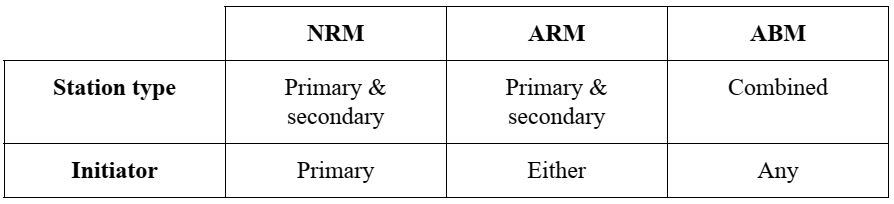 NRM ARM ABM
Station type Primary & Primary & Combined
secondary secondary
Initiator Primary Either Any